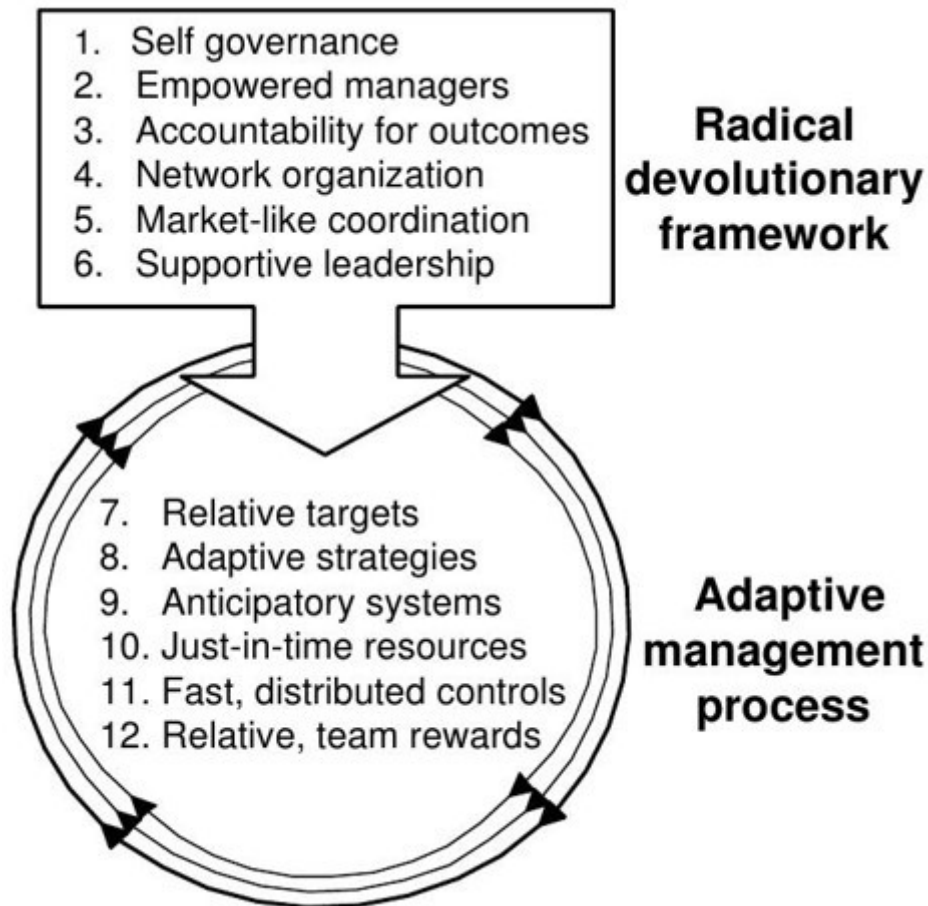 1. Self governance
2. Empowered managers
3. Accountability for outcomes
4. Network organization
5. Market-like coordination
6. Supportive leadership
Radical
devolutionary
framework
7. Relative targets
8. Adaptive strategies
9. Anticipatory systems
10. Just-in-time resources
11. Fast, distributed controls
12. Relative, team rewards
Adaptive
management
process